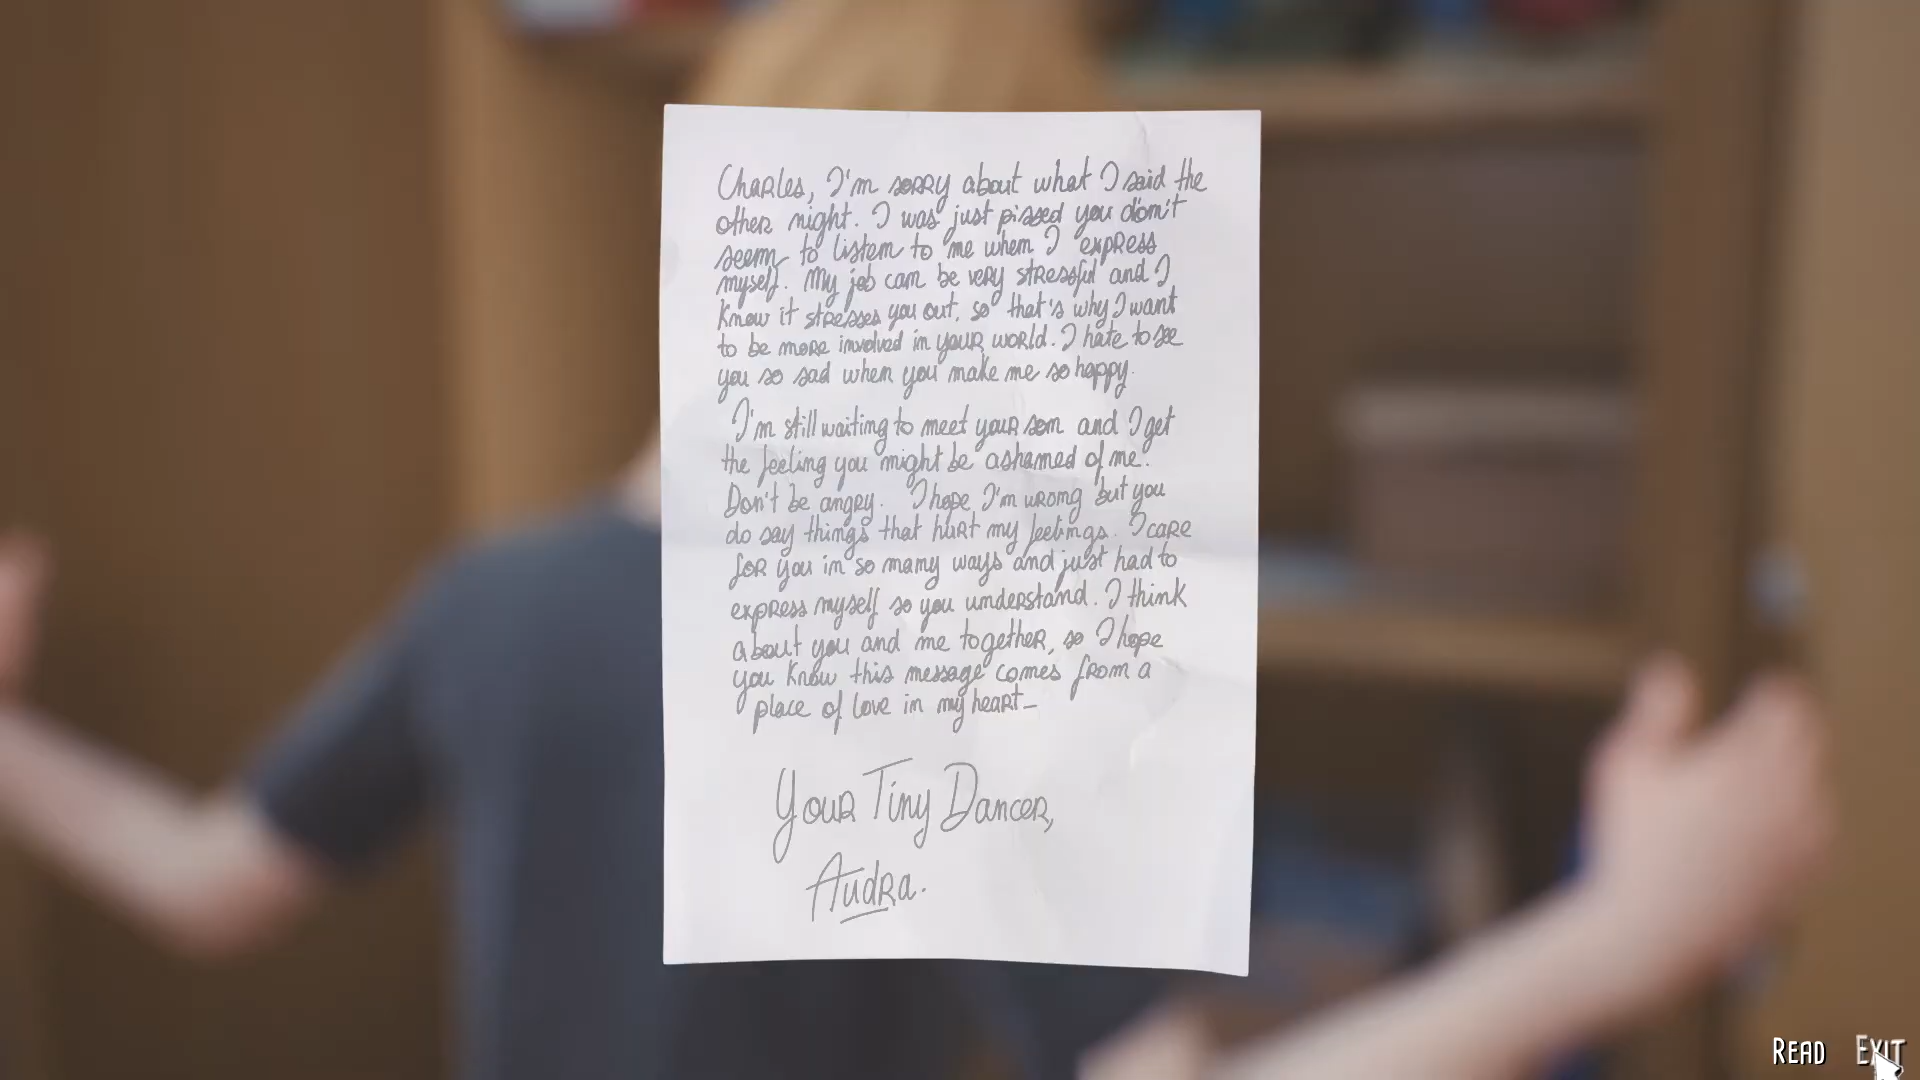 Charles, I'm sorry about what I said the
other night. I was just pissed you don't
seem to listen to me when I express
myself. My job can be very stressful and I
know it stresses you out, so that's why I want
to be more involved in your world. I hate to see
you so sad when you make me so happy.
I'm still waiting to meet your son and I get
the feeling you might be ashamed of me.
Don't be angry. I hope I'm wrong but you
do say things that hurt my feelings. I care
for you in so many ways and just had to
express myself so you understand. I think
about you and me together, so I hope
you know this message comes from a
place of love in my heart_
Your Tiny Dancer,
Audra.
READ EXIT